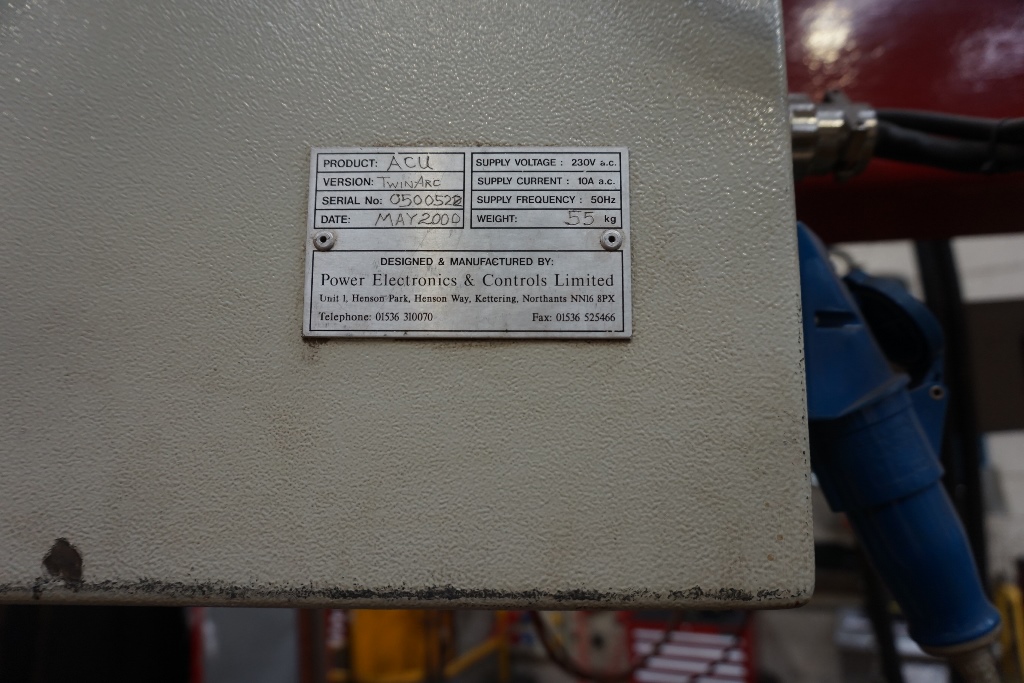 PRODUCT: ACU
VERSION: TWINARC
SERIAL No: 0500522
DATE: MAY2000
SUPPLY VOLTAGE : 230V a.c.
SUPPLY CURRENT : 10A a.c.
SUPPLY FREQUENCY : 50Hz
WEIGHT: 55 kg
DESIGNED & MANUFACTURED BY:
Power Electronics & Controls Limited
Unit 1, Henson Park, Henson Way, Kettering, Northants NN16 8PX
Telephone: 01536 310070 Fax: 01536 525466